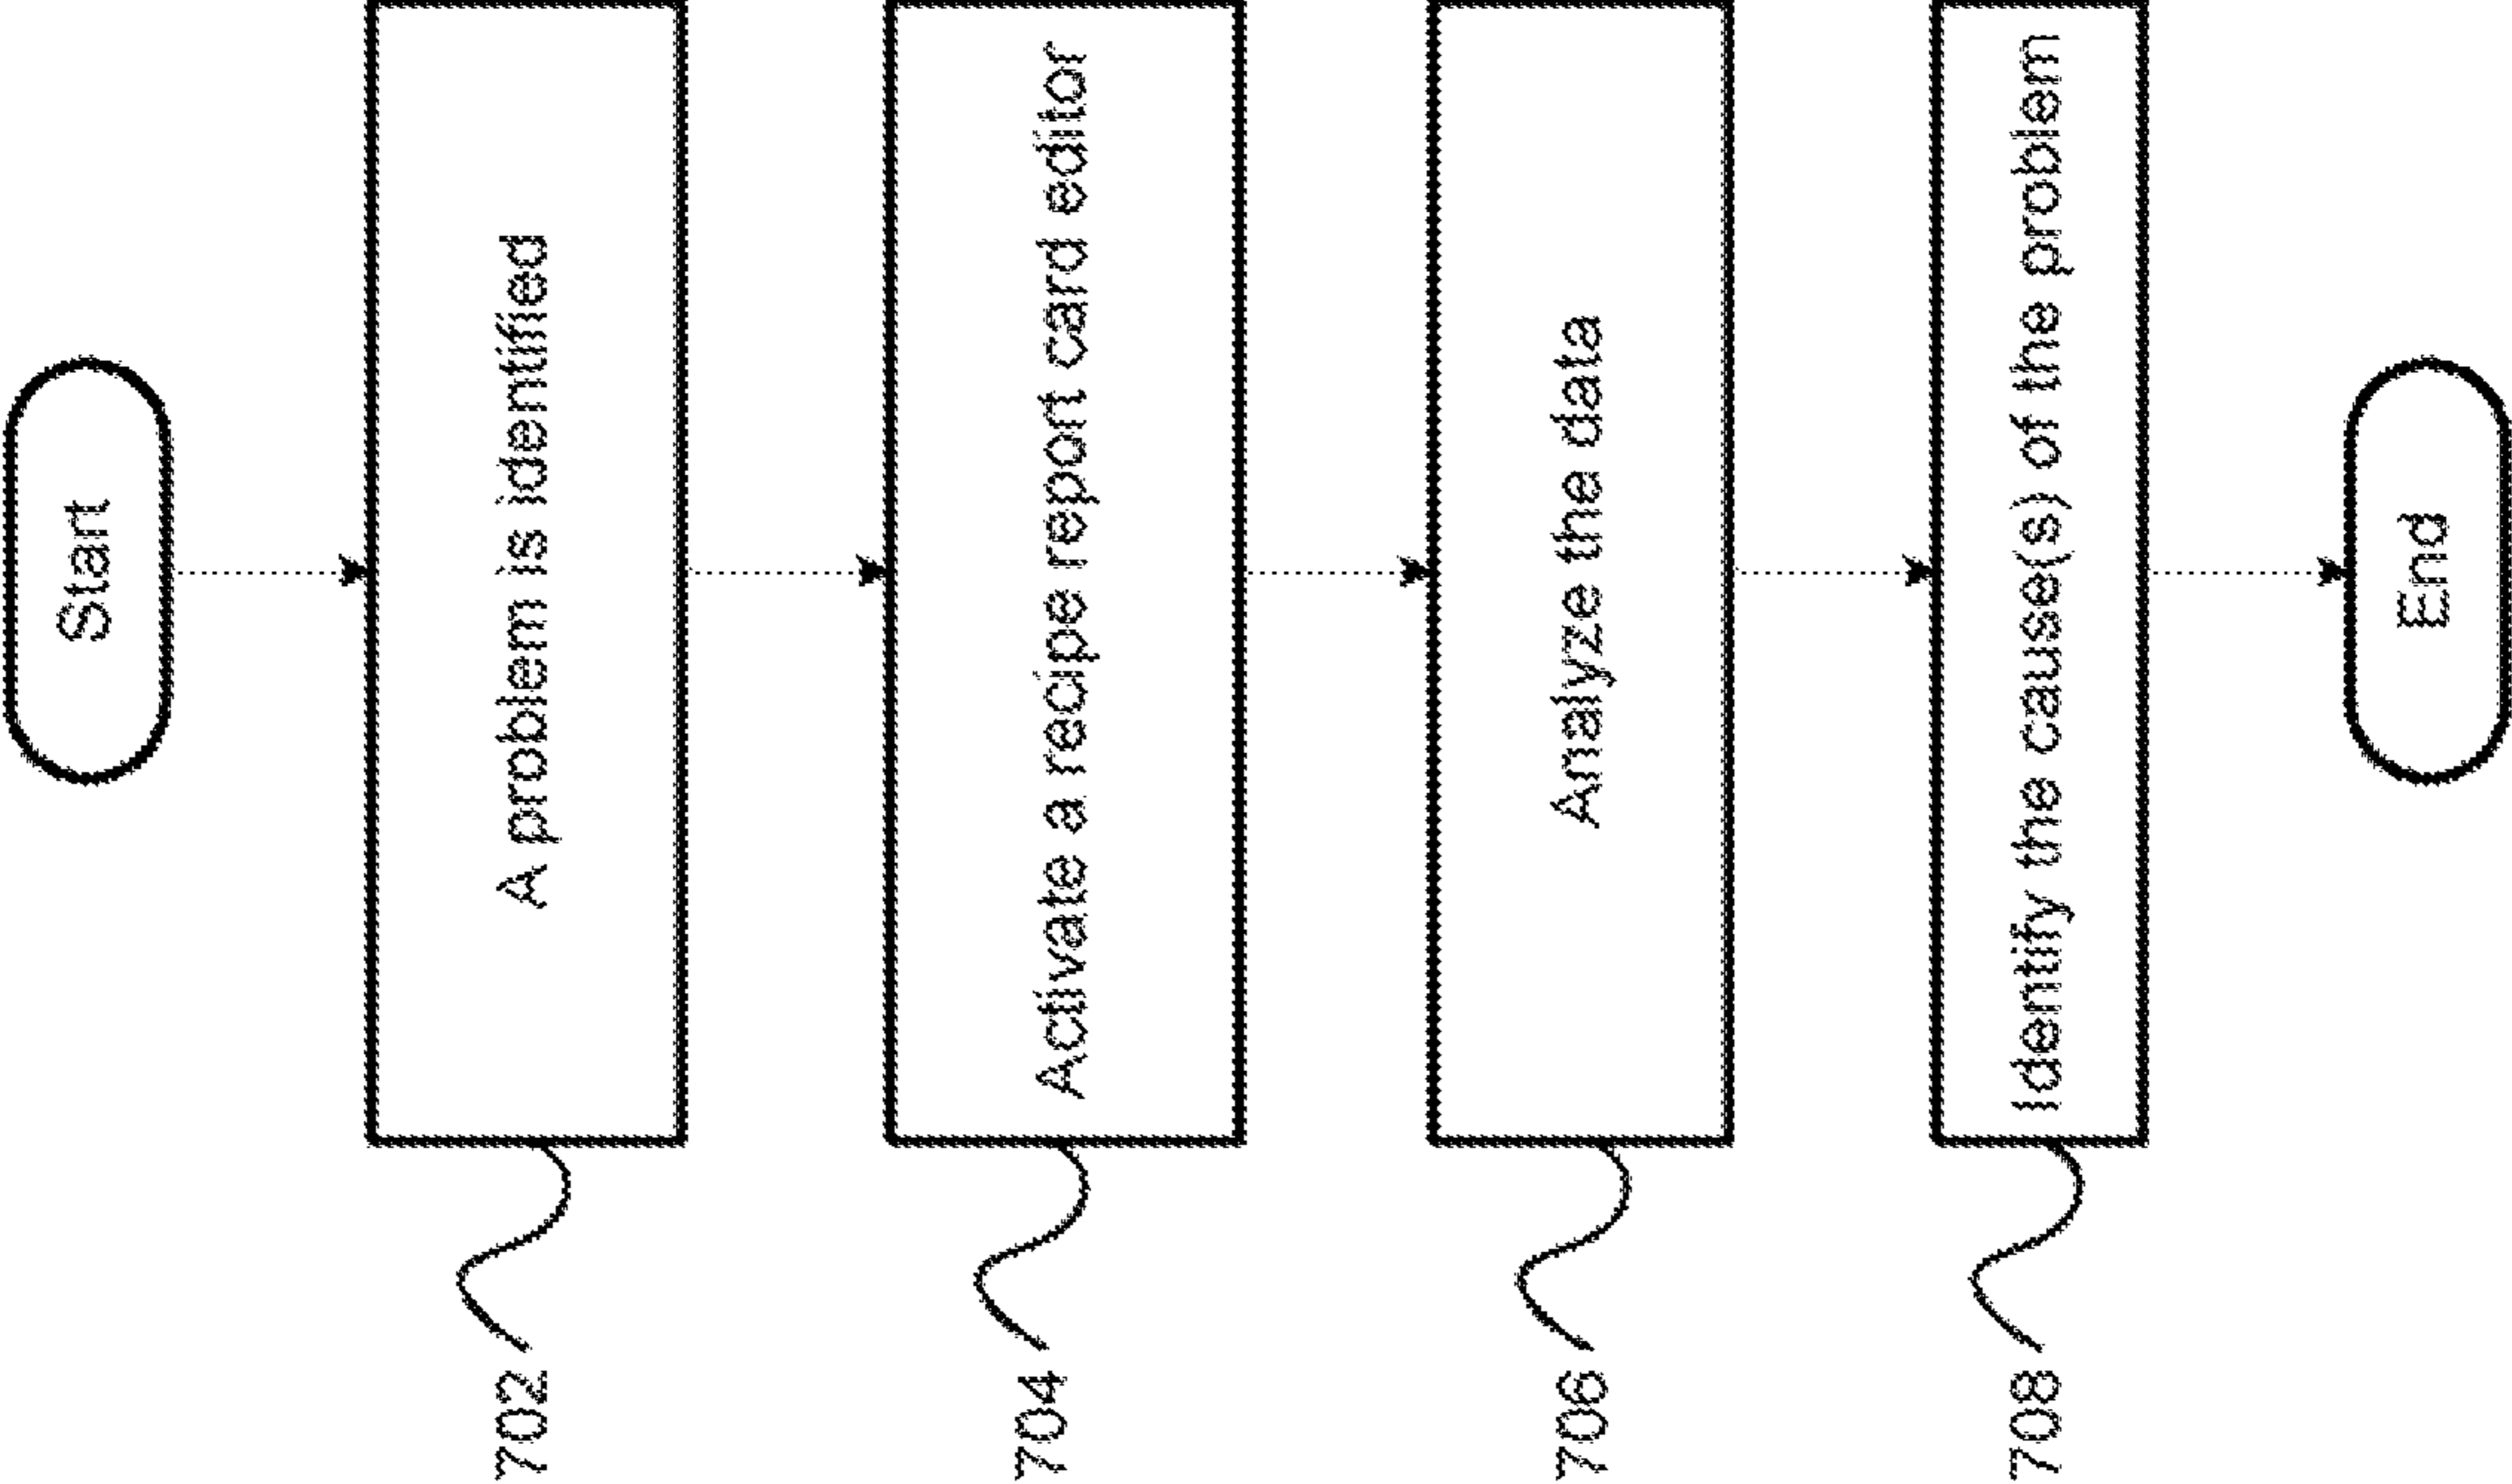 Start
702
A problem is identified
704
Activate a recipe report card editor
706
Analyze the data
708
Identify the cause(s) of the problem
End